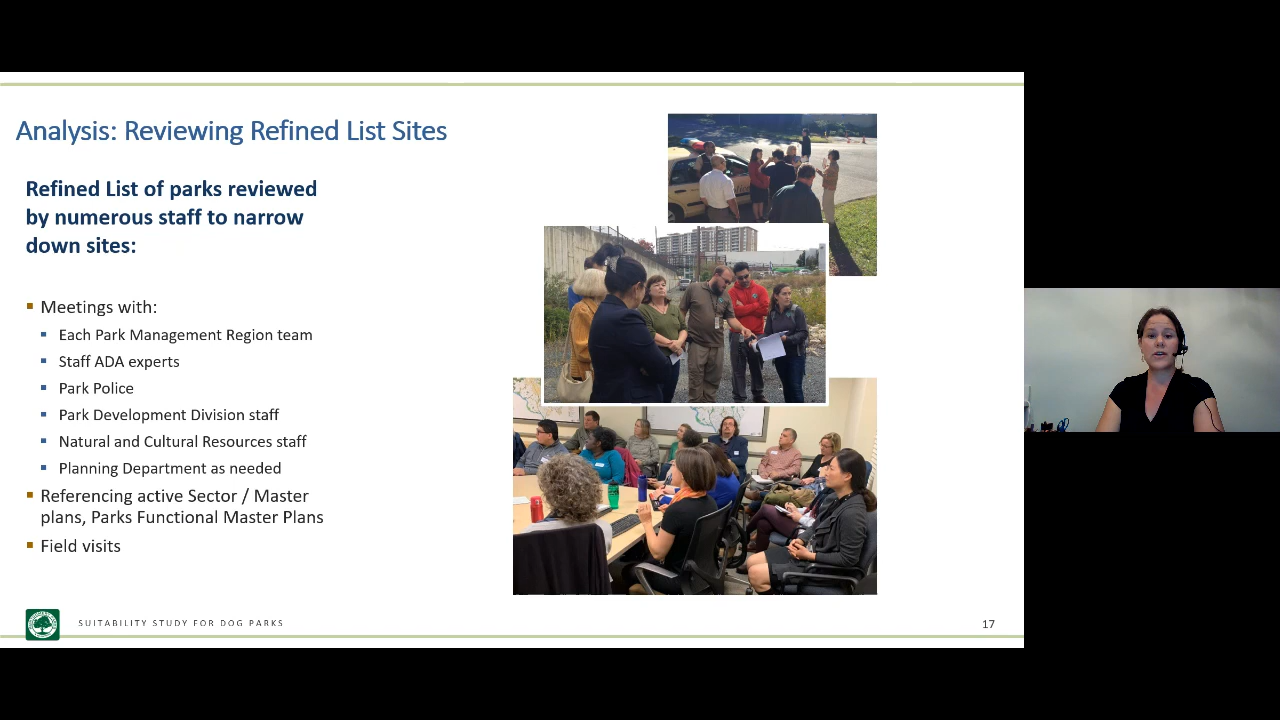 Analysis: Reviewing Refined List Sites
Refined List of parks reviewed
by numerous staff to narrow
down sites:
Meetings with:
Each Park Management Region team
Staff ADA experts
Park Police
Park Development Division staff
Natural and Cultural Resources staff
Planning Department as needed
Referencing active Sector / Master
plans, Parks Functional Master Plans
Field visits
SUITABILITY STUDY FOR DOG PARKS
17